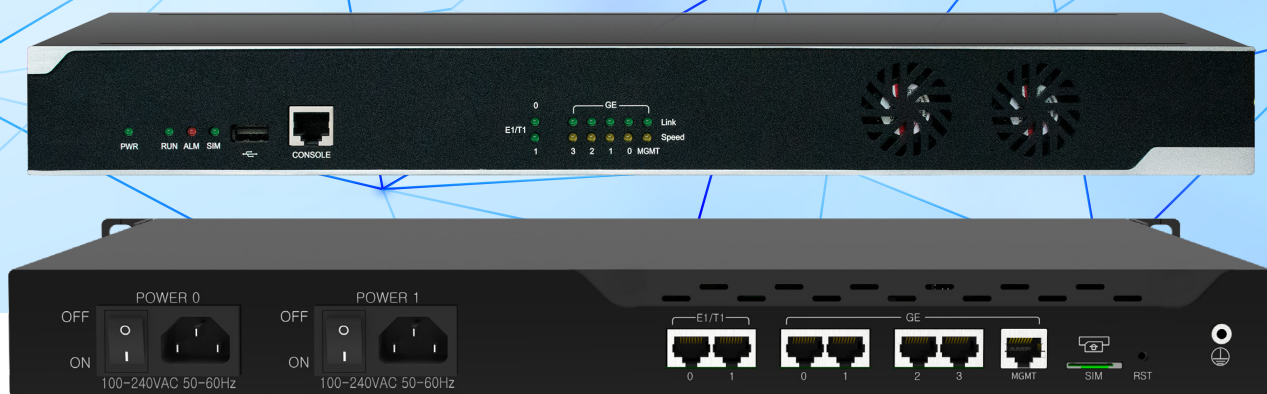 0 GE
Link
E1/T1
Speed
PWR RUN ALM SIM CONSOLE 1 3 2 1 0 MGMT
POWER 0 POWER 1
OFF OFF
E1/T1 GE
O O
ON I ON I
100-240VAC 50-60Hz 100-240VAC 50-60Hz
0 1 0 1 2 3 MGMT SIM RST